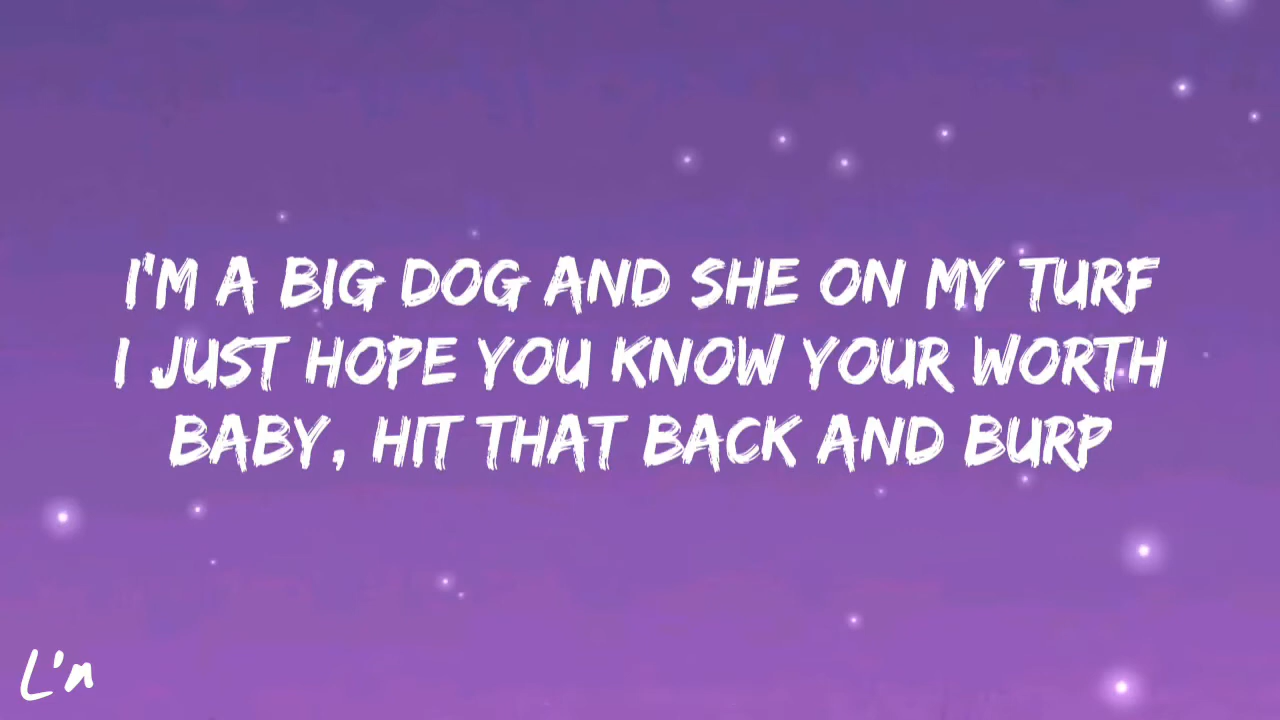 I'M A BIG DOG AND SHE ON MY TURF
I JUST HOPE YOU KNOW YOUR WORTH
BABY, HIT THAT BACK AND BURP
L'n